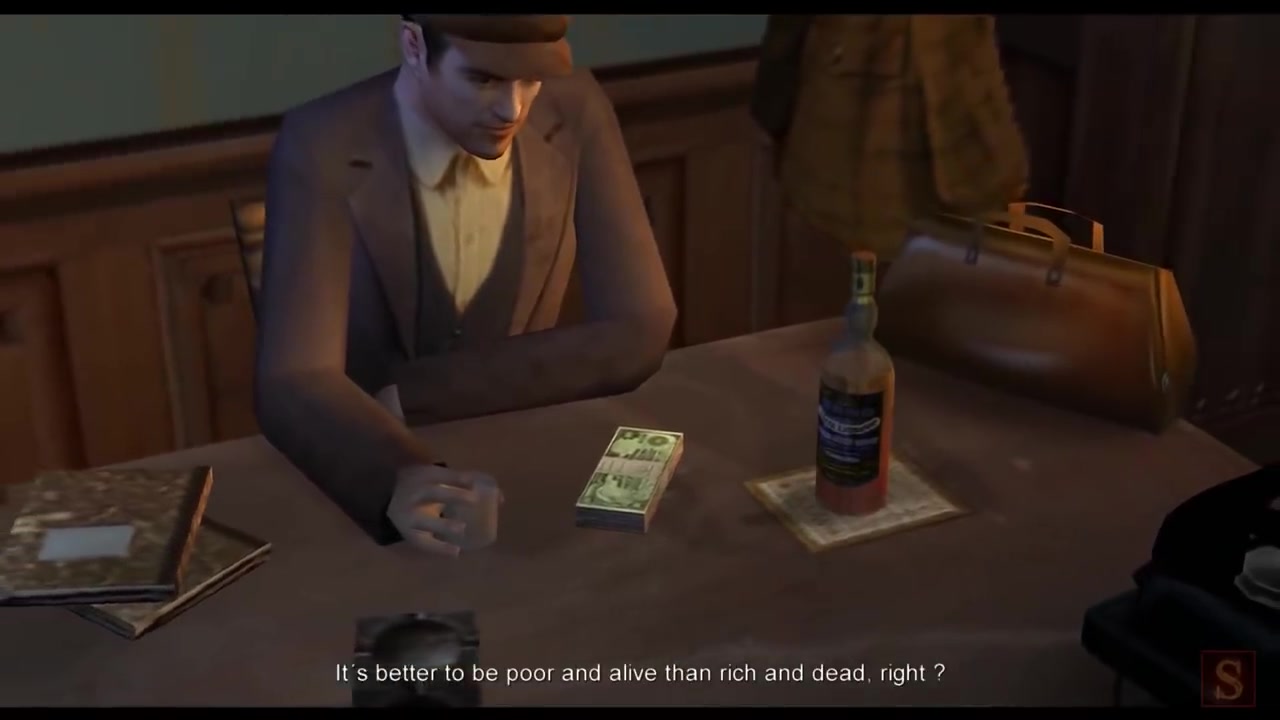 It´s better to be poor and alive than rich and dead, right ?
S